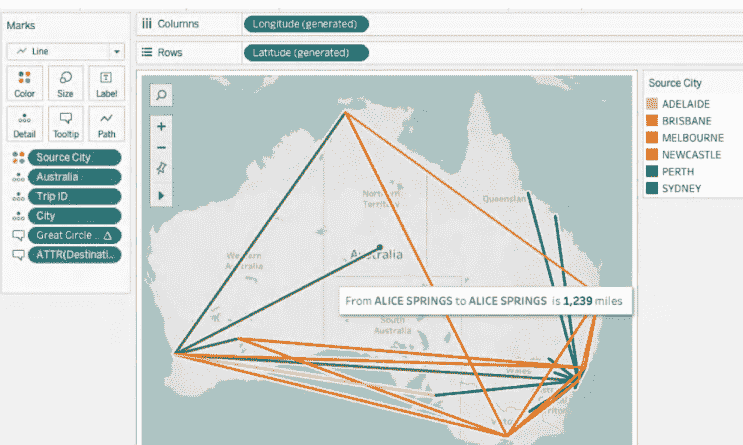 Marks
Line
Color
Size
Label
Detail
Tooltip
Path
Source City
Australia
Trip ID
City
Great Circle ..
ATTR(Destinati..
Columns
Longitude (generated)
Rows
Latitude (generated)
Northern
Territory
Queensland
Western
Australia
Australia
From ALICE SPRINGS to ALICE SPRINGS is 1,239 miles
South
Australia
Wales
Source City
ADELAIDE
BRISBANE
MELBOURNE
NEWCASTLE
PERTH
SYDNEY